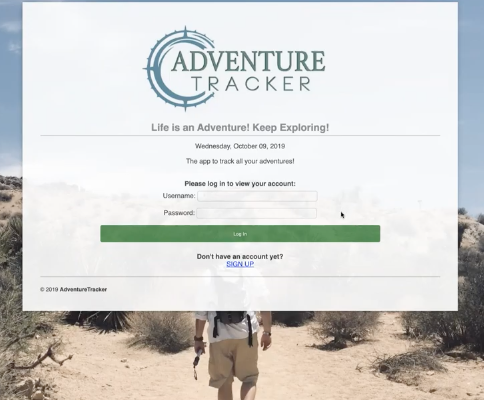 ADVENTURE
TRACKER
Life is an Adventure! Keep Exploring!
Wednesday, October 09, 2019
The app to track all your adventures!
Please log in to view your account:
Username:
Password:
Log In
Don't have an account yet?
SIGN UP
© 2019 AdventureTracker